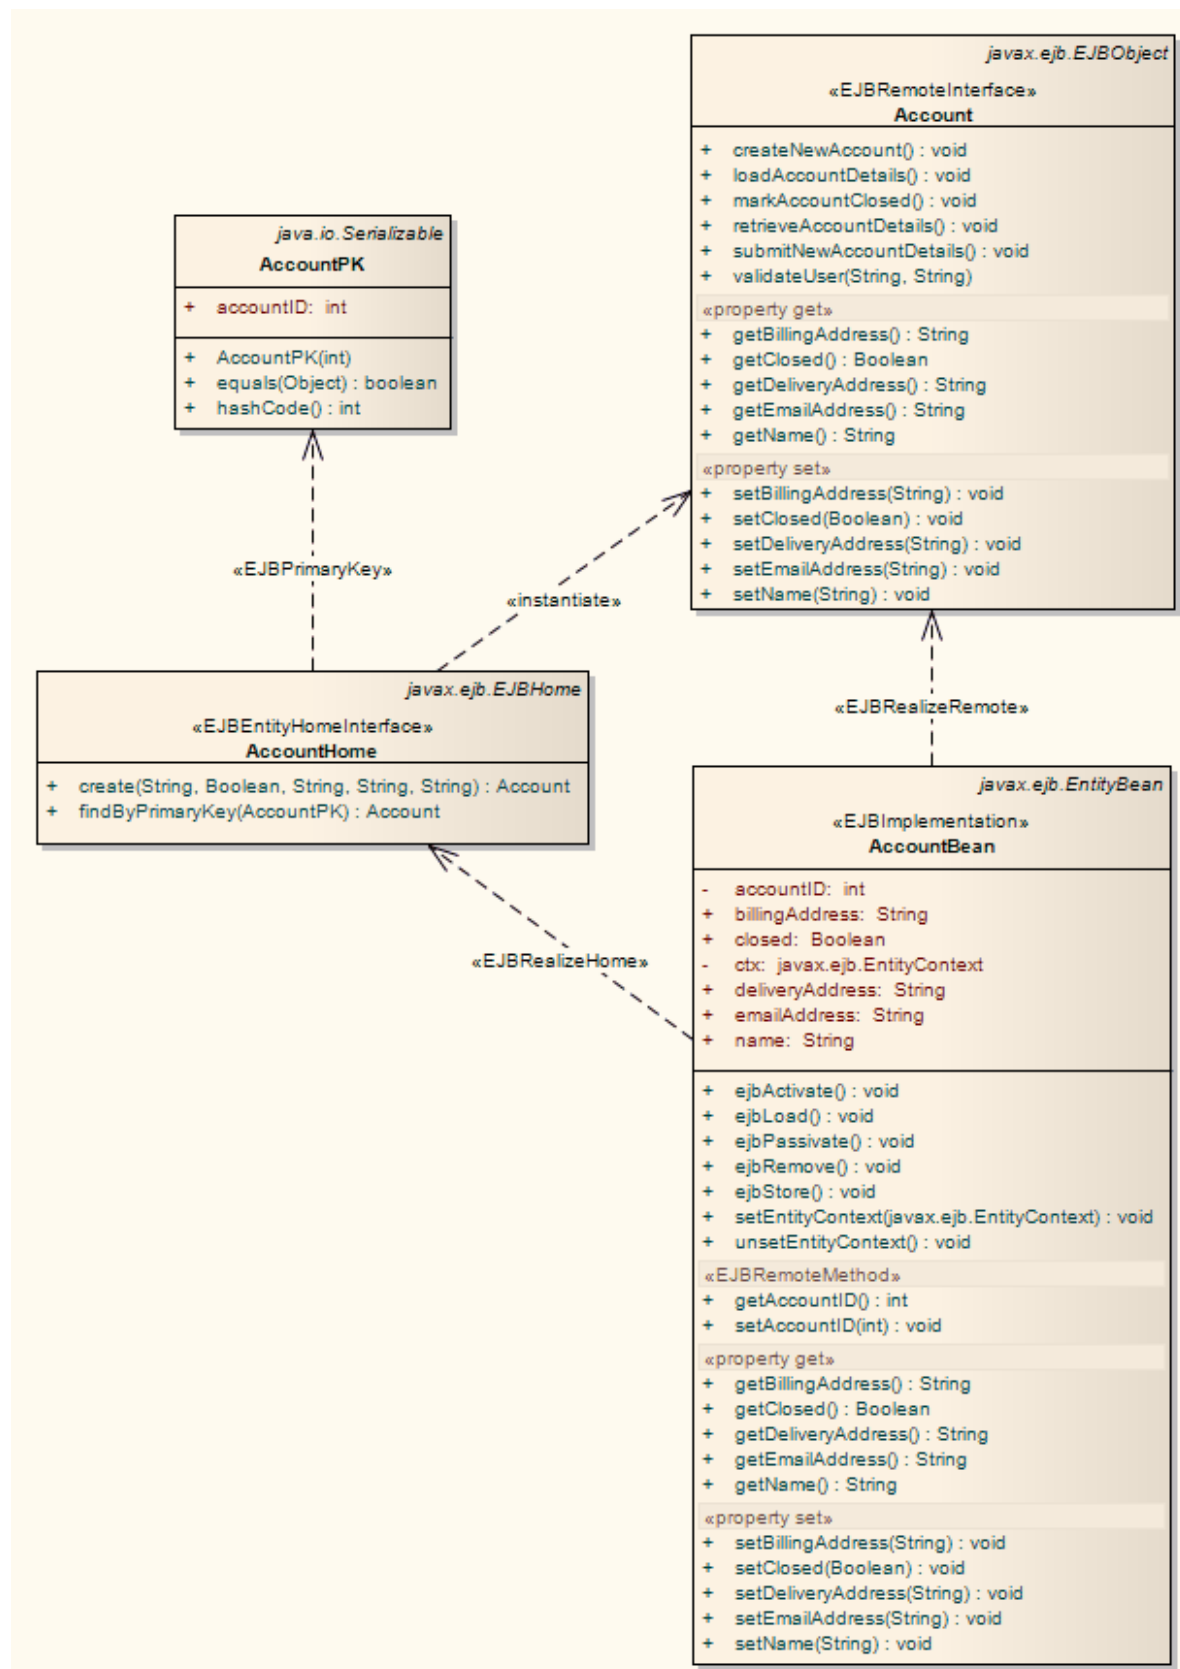 javax.ejb.EJBObject
«EJBRemoteInterface»
Account
+ createNewAccount() : void
+ loadAccountDetails() : void
+ markAccountClosed() : void
+ retrieveAccountDetails() : void
+ submitNewAccountDetails() : void
+ validateUser(String, String)
«property get»
+ getBillingAddress() : String
+ getClosed() : Boolean
+ getDeliveryAddress() : String
+ getEmailAddress() : String
+ getName() : String
«property set»
+ setBillingAddress(String) : void
+ setClosed(Boolean) : void
+ setDeliveryAddress(String) : void
+ setEmailAddress(String) : void
+ setName(String) : void
java.io.Serializable
AccountPK
+ accountID: int
+ AccountPK(int)
+ equals(Object) : boolean
+ hashCode() : int
«EJBPrimaryKey»
«instantiate»
javax.ejb.EJBHome
«EJBEntityHomeInterface»
AccountHome
+ create(String, Boolean, String, String, String) : Account
+ findByPrimaryKey(AccountPK) : Account
«EJBRealizeRemote»
«EJBRealizeHome»
javax.ejb.EntityBean
«EJBImplementation»
AccountBean
- accountID: int
+ billingAddress: String
+ closed: Boolean
- ctx: javax.ejb.EntityContext
+ deliveryAddress: String
+ emailAddress: String
+ name: String
+ ejbActivate() : void
+ ejbLoad() : void
+ ejbPassivate() : void
+ ejbRemove() : void
+ ejbStore() : void
+ setEntityContext(javax.ejb.EntityContext) : void
+ unsetEntityContext() : void
«EJBRemoteMethod»
+ getAccountID() : int
+ setAccountID(int) : void
«property get»
+ getBillingAddress() : String
+ getClosed() : Boolean
+ getDeliveryAddress() : String
+ getEmailAddress() : String
+ getName() : String
«property set»
+ setBillingAddress(String) : void
+ setClosed(Boolean) : void
+ setDeliveryAddress(String) : void
+ setEmailAddress(String) : void
+ setName(String) : void